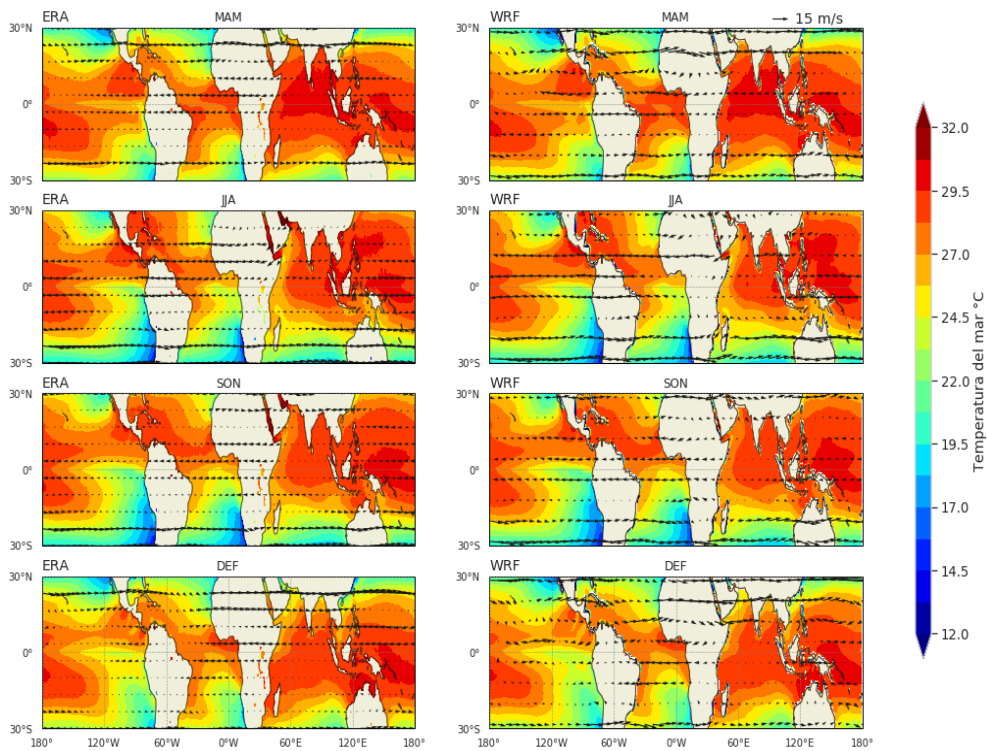 ERA MAM WRF MAM 15 m/s
30°N
0°
30°S
ERA JJA WRF JJA
30°N
0°
30°S
ERA SON WRF SON
30°N
0°
30°S
ERA DEF WRF DEF
30°N
0°
30°S
180° 120°W 60°W 0°W 60°E 120°E 180° 180° 120°W 60°W 0°W 60°E 120°E 180°
32.0
29.5
27.0
24.5
22.0
19.5
17.0
14.5
12.0
Temperatura del mar °C